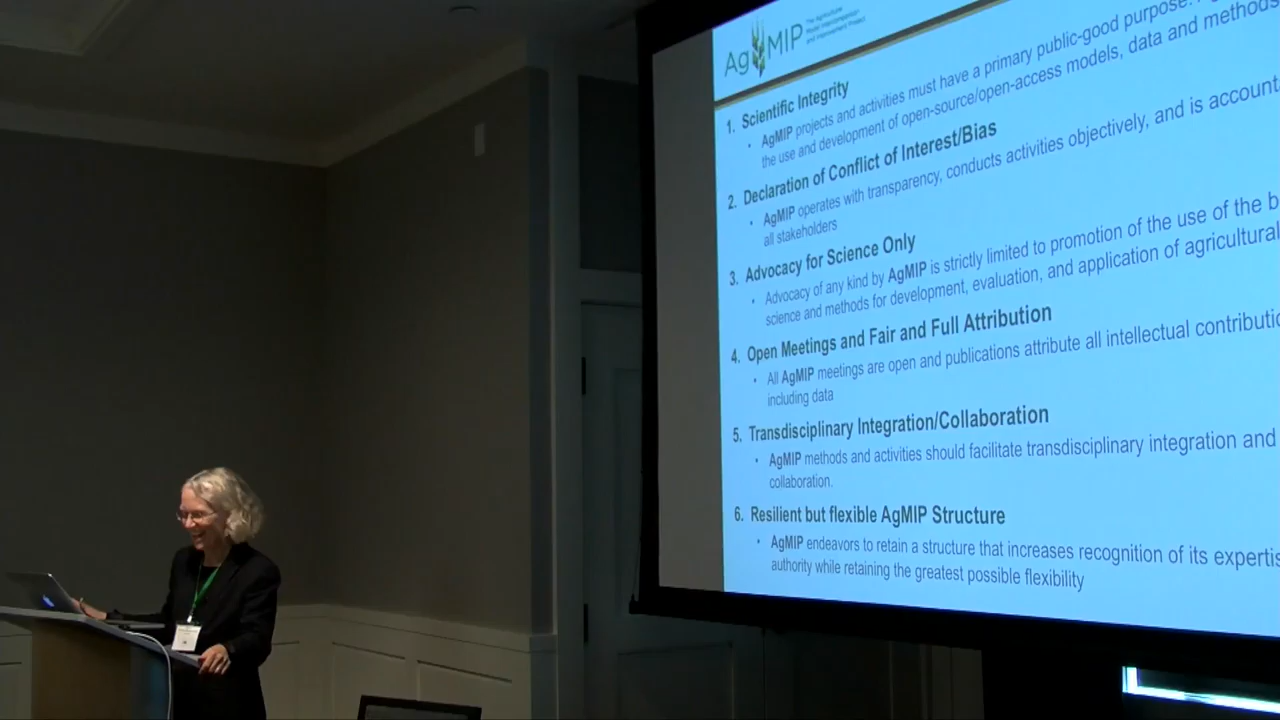 AgMIP The Agricultural
Model Intercomparison
and Improvement Project
1. Scientific Integrity
• AgMIP projects and activities must have a primary public-good purpose.
the use and development of open-source/open-access models, data and methods
2. Declaration of Conflict of Interest/Bias
• AgMIP operates with transparency, conducts activities objectively, and is account
all stakeholders
3. Advocacy for Science Only
• Advocacy of any kind by AgMIP is strictly limited to promotion of the use of the b
science and methods for development, evaluation, and application of agricultural
4. Open Meetings and Fair and Full Attribution
• All AgMIP meetings are open and publications attribute all intellectual contributio
including data
5. Transdisciplinary Integration/Collaboration
• AgMIP methods and activities should facilitate transdisciplinary integration and
collaboration.
6. Resilient but flexible AgMIP Structure
• AgMIP endeavors to retain a structure that increases recognition of its expertis
authority while retaining the greatest possible flexibility